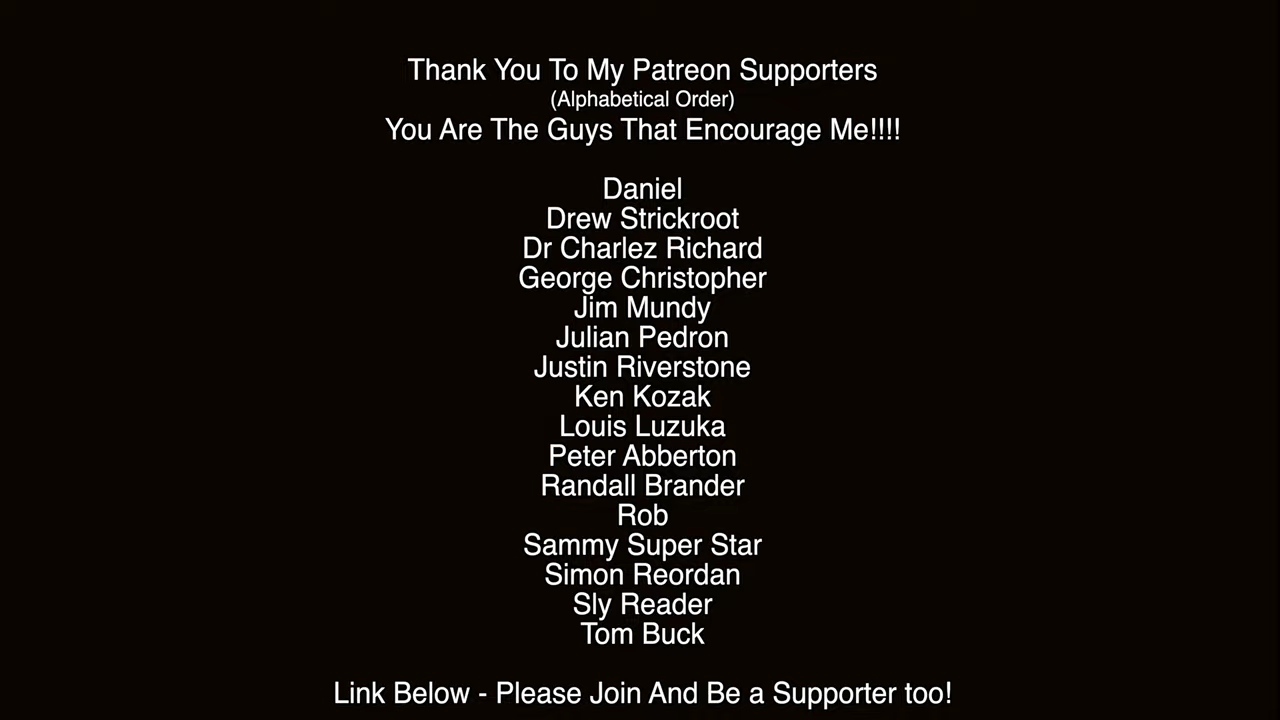 Thank You To My Patreon Supporters
(Alphabetical Order)
You Are The Guys That Encourage Me!!!!
Daniel
Drew Strickroot
Dr Charlez Richard
George Christopher
Jim Mundy
Julian Pedron
Justin Riverstone
Ken Kozak
Louis Luzuka
Peter Abberton
Randall Brander
Rob
Sammy Super Star
Simon Reordan
Sly Reader
Tom Buck
Link Below - Please Join And Be a Supporter too!